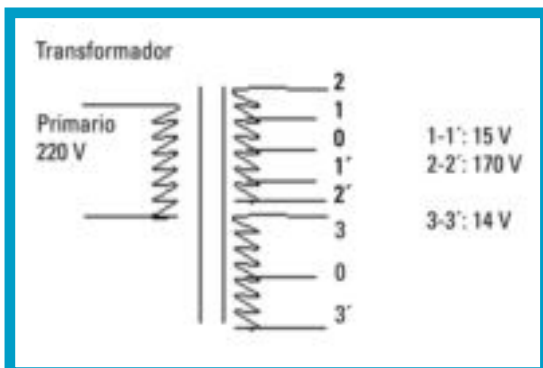 Transformador
Primario
220 V
2
1
0
1´
2´
3
0
3´
1-1´: 15 V
2-2´: 170 V
3-3´: 14 V